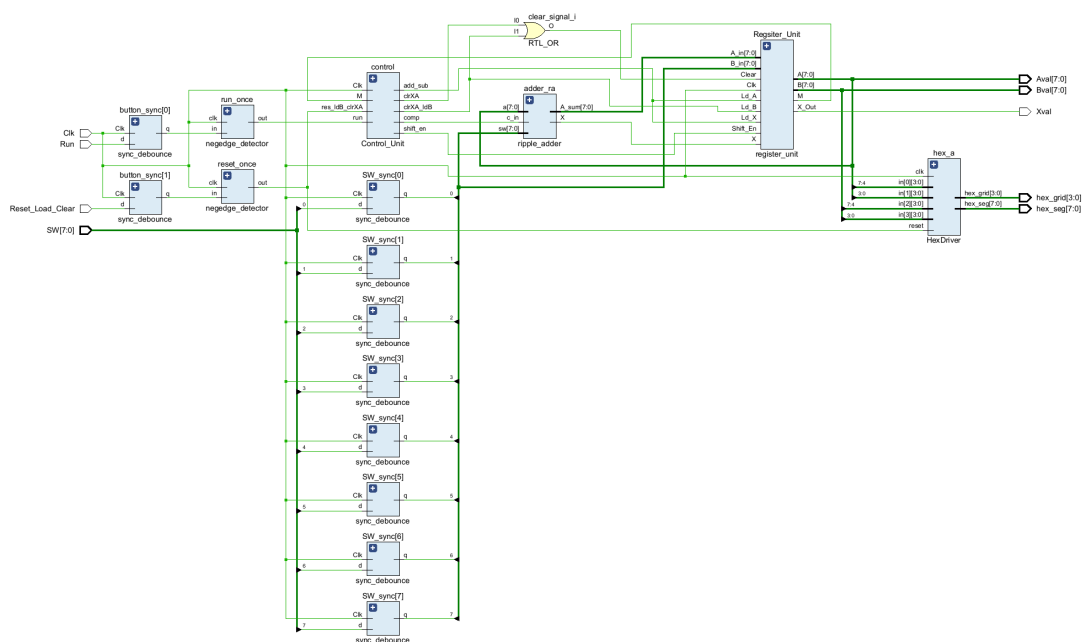 clear_signal_i
I0
I1
O
RTL_OR
control
Clk
M
res_ldB_clrXA
run
add_sub
clrXA
clrXA_ldB
comp
shift_en
Control_Unit
Regsiter_Unit
A_in[7:0]
B_in[7:0]
Clear
Clk
Ld_A
Ld_B
Ld_X
Shift_En
X
A[7:0]
B[7:0]
M
X_Out
register_unit
Aval[7:0]
Bval[7:0]
Xval
adder_ra
a[7:0]
c_in
sw[7:0]
A_sum[7:0]
X
ripple_adder
button_sync[0]
Clk
d
q
sync_debounce
run_once
clk
in
out
negedge_detector
Clk
Run
button_sync[1]
Clk
d
q
sync_debounce
reset_once
clk
in
out
negedge_detector
Reset_Load_Clear
SW[7:0]
hex_a
clk
7:4
in[0][3:0]
3:0
in[1][3:0]
7:4
in[2][3:0]
3:0
in[3][3:0]
reset
hex_grid[3:0]
hex_seg[7:0]
HexDriver
hex_grid[3:0]
hex_seg[7:0]
SW_sync[0]
Clk
0
d
q
0
sync_debounce
SW_sync[1]
Clk
1
d
q
1
sync_debounce
SW_sync[2]
Clk
2
d
q
2
sync_debounce
SW_sync[3]
Clk
3
d
q
3
sync_debounce
SW_sync[4]
Clk
4
d
q
4
sync_debounce
SW_sync[5]
Clk
5
d
q
5
sync_debounce
SW_sync[6]
Clk
6
d
q
6
sync_debounce
SW_sync[7]
Clk
7
d
q
7
sync_debounce